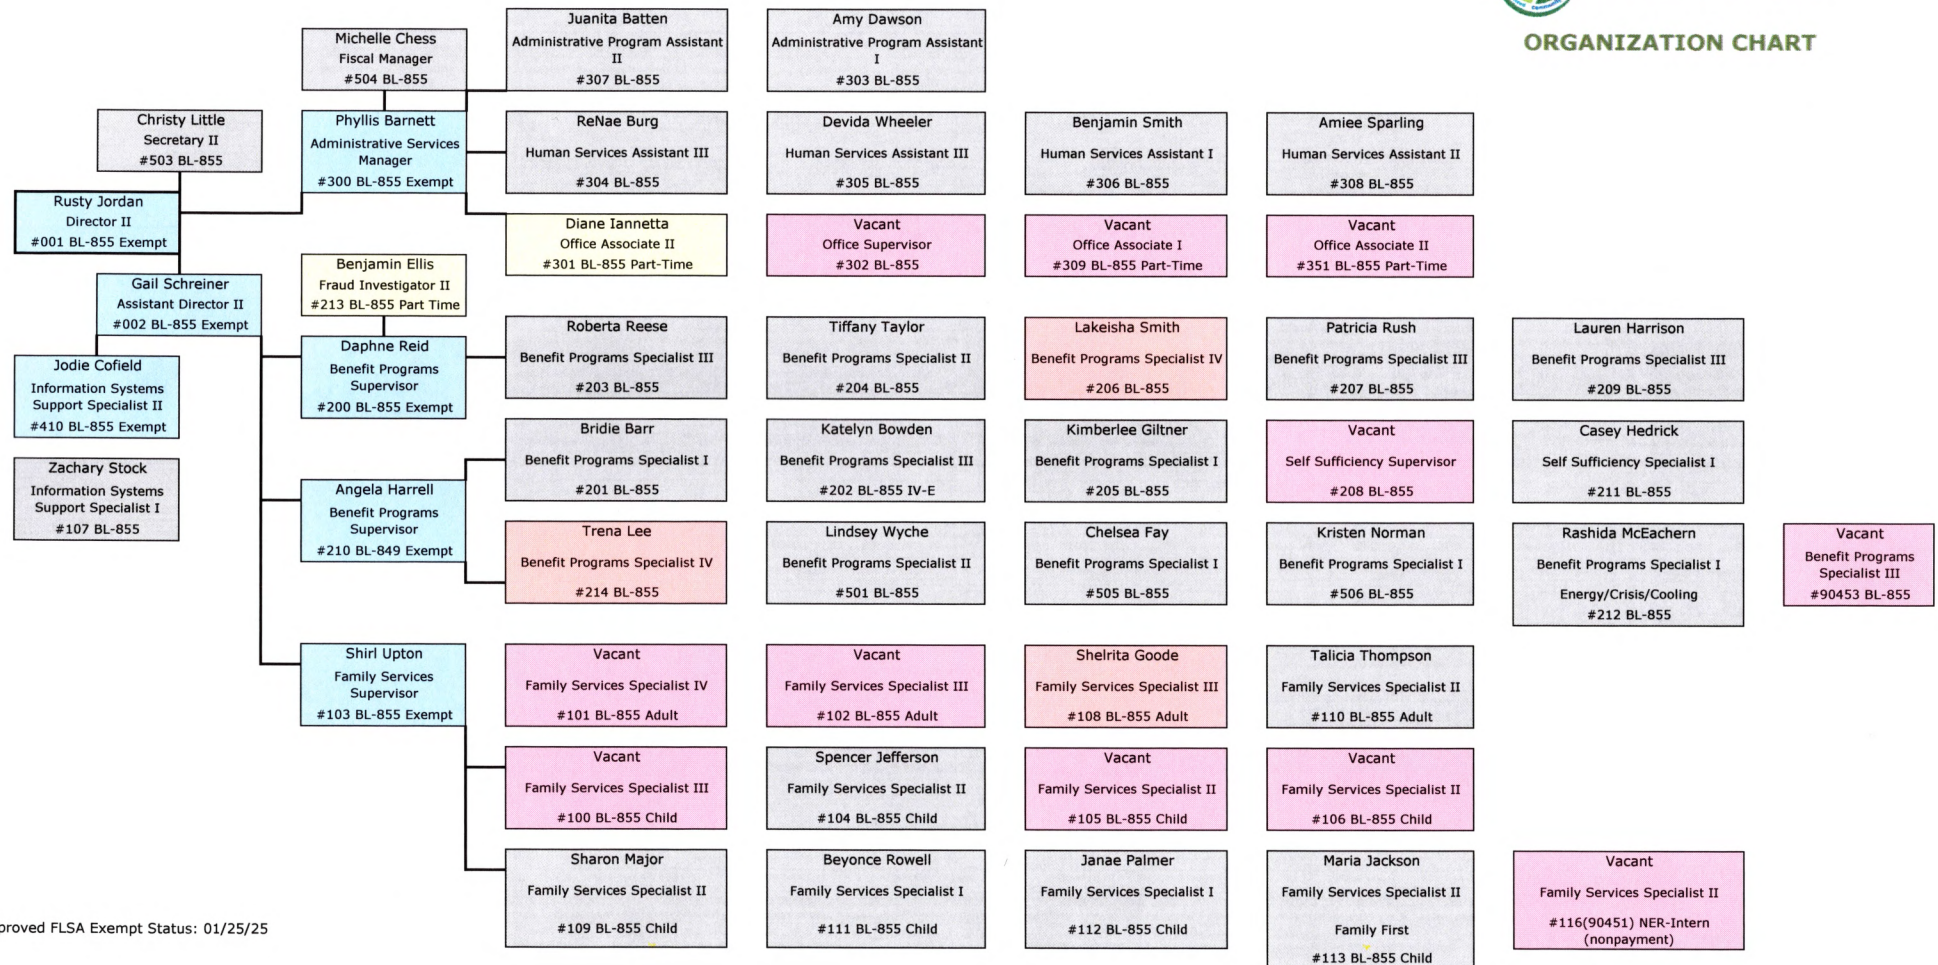 ORGANIZATION CHART
Juanita Batten
Administrative Program Assistant
II
#307 BL-855
Amy Dawson
Administrative Program Assistant
I
#303 BL-855
Michelle Chess
Fiscal Manager
#504 BL-855
Christy Little
Secretary II
#503 BL-855
Phyllis Barnett
Administrative Services
Manager
#300 BL-855 Exempt
ReNae Burg
Human Services Assistant III
#304 BL-855
Devida Wheeler
Human Services Assistant III
#305 BL-855
Benjamin Smith
Human Services Assistant I
#306 BL-855
Amiee Sparling
Human Services Assistant II
#308 BL-855
Rusty Jordan
Director II
#001 BL-855 Exempt
Diane Iannetta
Office Associate II
#301 BL-855 Part-Time
Vacant
Office Supervisor
#302 BL-855
Vacant
Office Associate I
#309 BL-855 Part-Time
Vacant
Office Associate II
#351 BL-855 Part-Time
Gail Schreiner
Assistant Director II
#002 BL-855 Exempt
Benjamin Ellis
Fraud Investigator II
#213 BL-855 Part Time
Jodie Cofield
Information Systems
Support Specialist II
#410 BL-855 Exempt
Daphne Reid
Benefit Programs
Supervisor
#200 BL-855 Exempt
Roberta Reese
Benefit Programs Specialist III
#203 BL-855
Tiffany Taylor
Benefit Programs Specialist II
#204 BL-855
Lakeisha Smith
Benefit Programs Specialist IV
#206 BL-855
Patricia Rush
Benefit Programs Specialist III
#207 BL-855
Lauren Harrison
Benefit Programs Specialist III
#209 BL-855
Zachary Stock
Information Systems
Support Specialist I
#107 BL-855
Angela Harrell
Benefit Programs
Supervisor
#210 BL-849 Exempt
Bridie Barr
Benefit Programs Specialist I
#201 BL-855
Katelyn Bowden
Benefit Programs Specialist III
#202 BL-855 IV-E
Kimberlee Giltner
Benefit Programs Specialist I
#205 BL-855
Vacant
Self Sufficiency Supervisor
#208 BL-855
Casey Hedrick
Self Sufficiency Specialist I
#211 BL-855
Trena Lee
Benefit Programs Specialist IV
#214 BL-855
Lindsey Wyche
Benefit Programs Specialist II
#501 BL-855
Chelsea Fay
Benefit Programs Specialist I
#505 BL-855
Kristen Norman
Benefit Programs Specialist I
#506 BL-855
Rashida McEachern
Benefit Programs Specialist I
Energy/Crisis/Cooling
#212 BL-855
Vacant
Benefit Programs
Specialist III
#90453 BL-855
Shirl Upton
Family Services
Supervisor
#103 BL-855 Exempt
Vacant
Family Services Specialist IV
#101 BL-855 Adult
Vacant
Family Services Specialist III
#102 BL-855 Adult
Shelrita Goode
Family Services Specialist III
#108 BL-855 Adult
Talicia Thompson
Family Services Specialist II
#110 BL-855 Adult
Vacant
Family Services Specialist III
#100 BL-855 Child
Spencer Jefferson
Family Services Specialist II
#104 BL-855 Child
Vacant
Family Services Specialist II
#105 BL-855 Child
Vacant
Family Services Specialist II
#106 BL-855 Child
Sharon Major
Family Services Specialist II
#109 BL-855 Child
Beyonce Rowell
Family Services Specialist I
#111 BL-855 Child
Janae Palmer
Family Services Specialist I
#112 BL-855 Child
Maria Jackson
Family Services Specialist II
Family First
#113 BL-855 Child
Vacant
Family Services Specialist II
#116(90451) NER-Intern
(nonpayment)
proved FLSA Exempt Status: 01/25/25